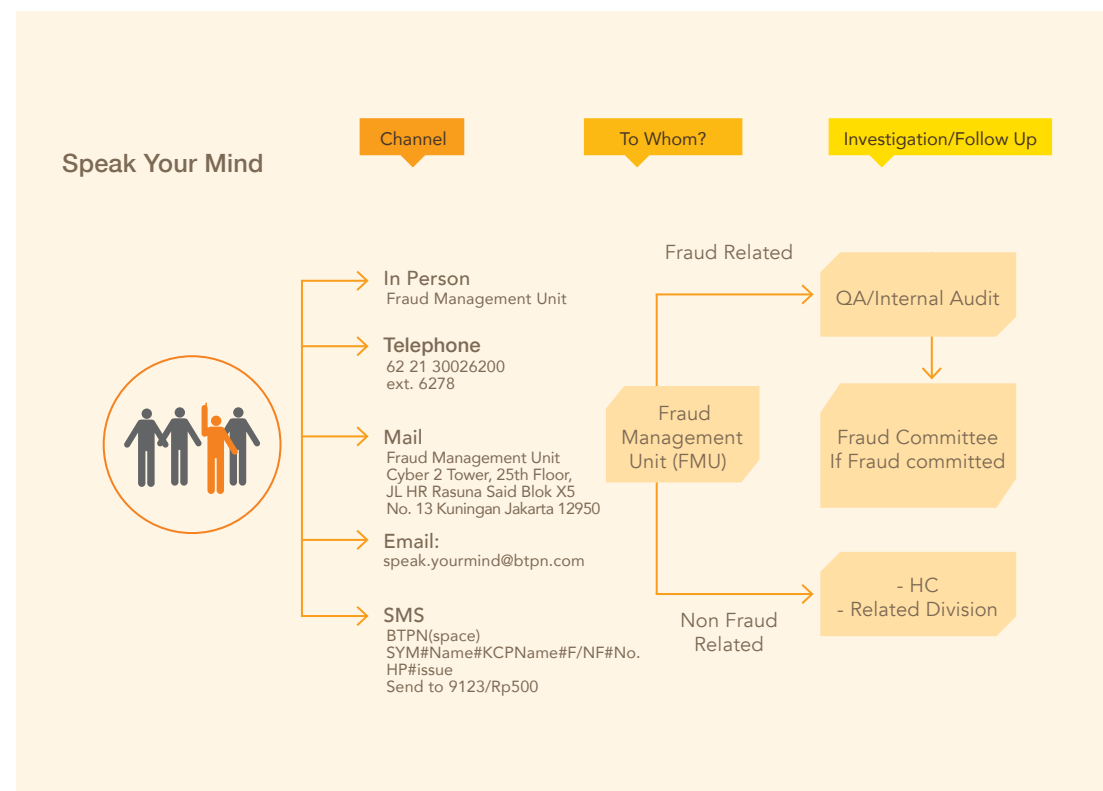 Speak Your Mind
Channel
To Whom?
Investigation/Follow Up
In Person
Fraud Management Unit
Telephone
62 21 30026200
ext. 6278
Mail
Fraud Management Unit
Cyber 2 Tower, 25th Floor,
JL HR Rasuna Said Blok X5
No. 13 Kuningan Jakarta 12950
Email:
speak.yourmind@btpn.com
SMS
BTPN(space)
SYM#Name#KCPName#F/NF#No.
HP#issue
Send to 9123/Rp500
Fraud
Management
Unit (FMU)
Fraud Related
QA/Internal Audit
Fraud Committee
If Fraud committed
Non Fraud
Related
- HC
- Related Division